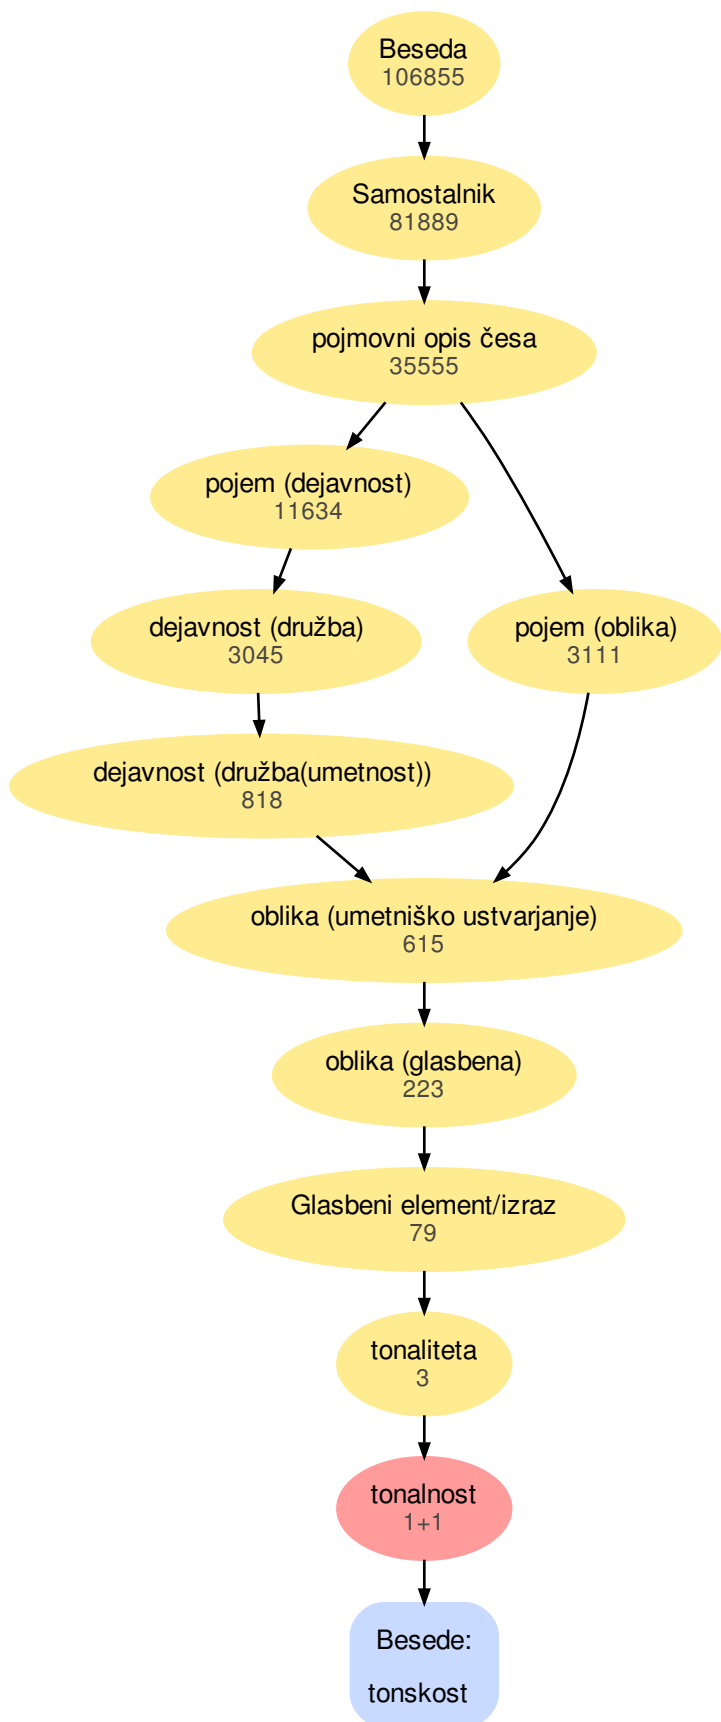 Beseda
106855
Samostalnik
81889
pojmovni opis česa
35555
pojem (dejavnost)
11634
dejavnost (družba)
3045
pojem (oblika)
3111
dejavnost (družba(umetnost))
818
oblika (umetniško ustvarjanje)
615
oblika (glasbena)
223
Glasbeni element/izraz
79
tonaliteta
3
tonalnost
1+1
Besede:
tonskost